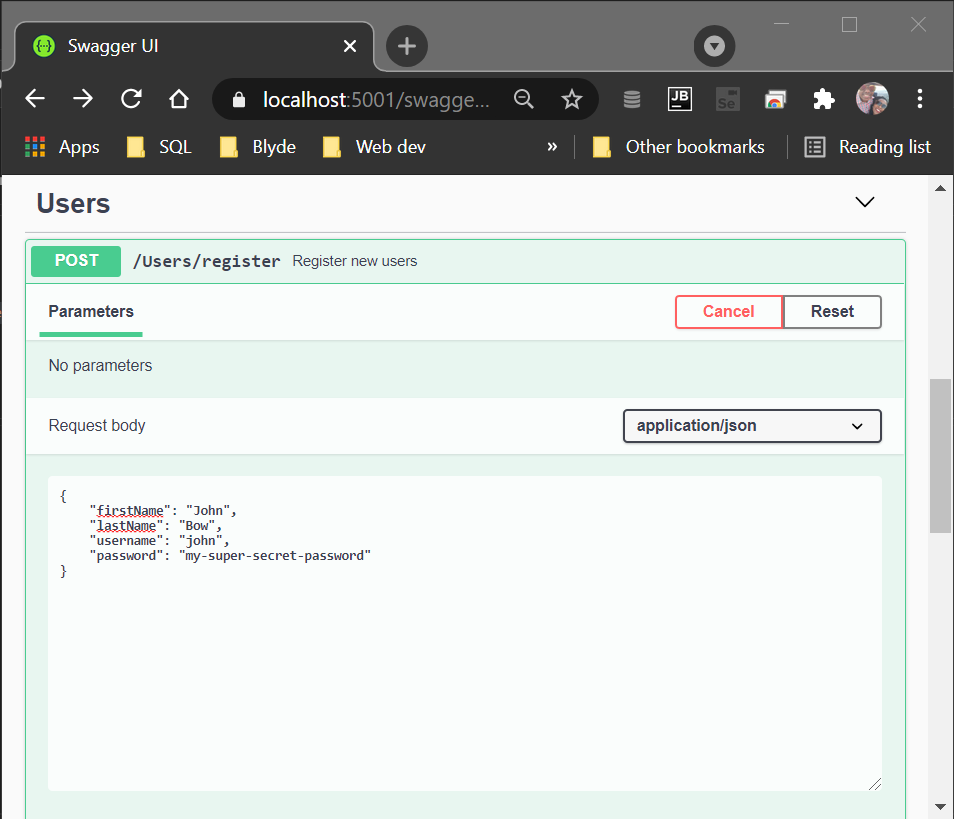 Swagger UI
localhost:5001/swagge...
JB
Se
Apps SQL Blyde Web dev » Other bookmarks Reading list
Users
POST /Users/register Register new users
Parameters Cancel Reset
No parameters
Request body application/json
{
"firstName": "John",
"lastName": "Bow",
"username": "john",
"password": "my-super-secret-password"
}